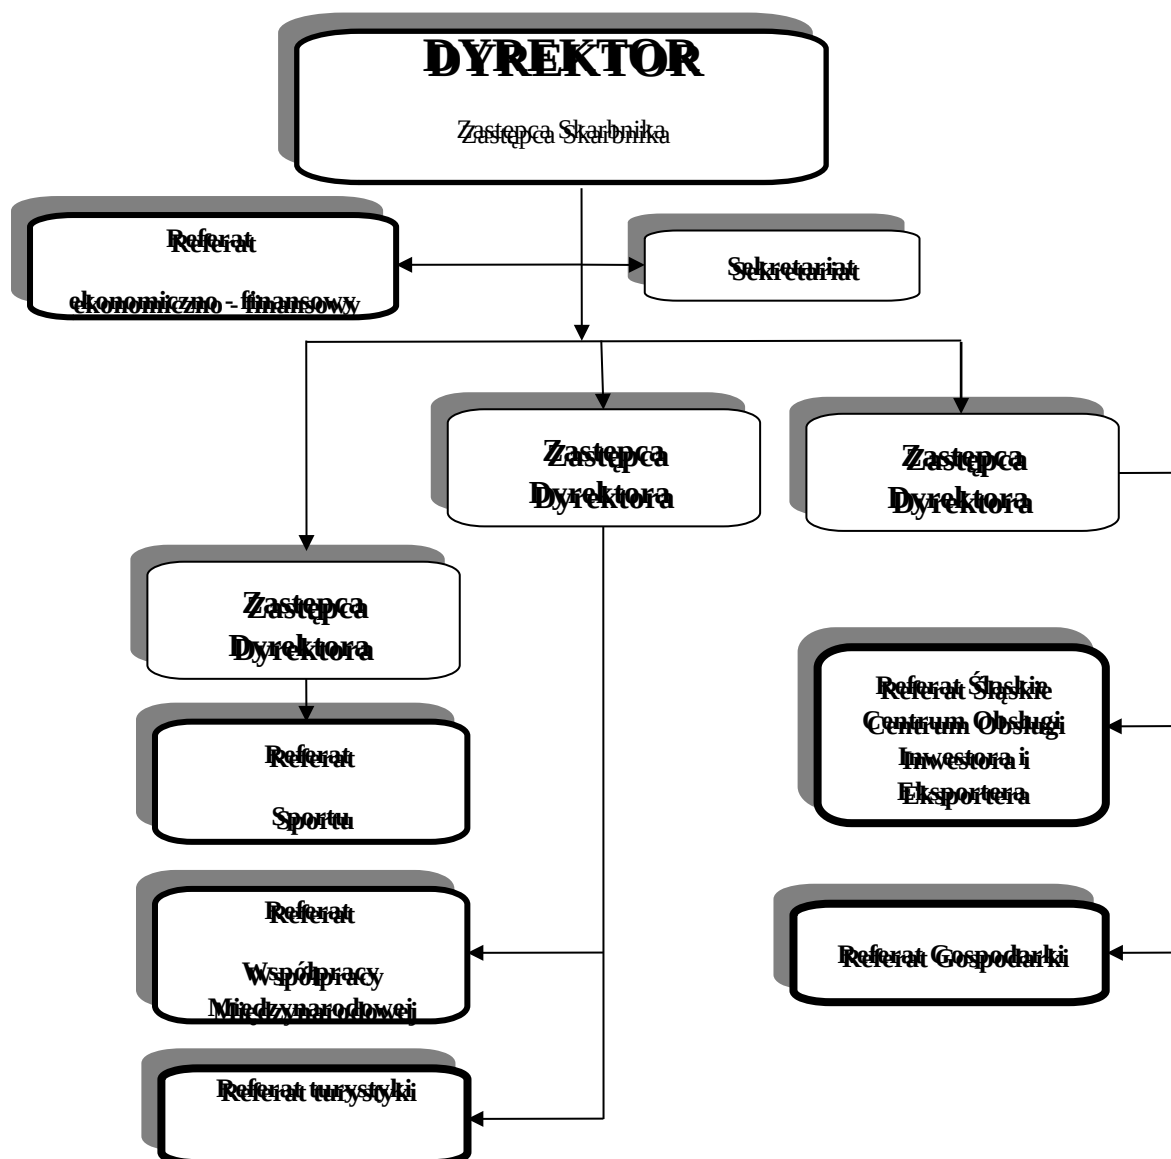 DYREKTOR
Zastępca Skarbnika
Referat
ekonomiczno - finansowy
Sekretariat
Zastępca
Dyrektora
Zastępca
Dyrektora
Zastępca
Dyrektora
Referat Śląskie
Centrum Obsługi
Inwestora i
Eksportera
Referat
Sportu
Referat
Współpracy
Międzynarodowej
Referat Gospodarki
Referat turystyki